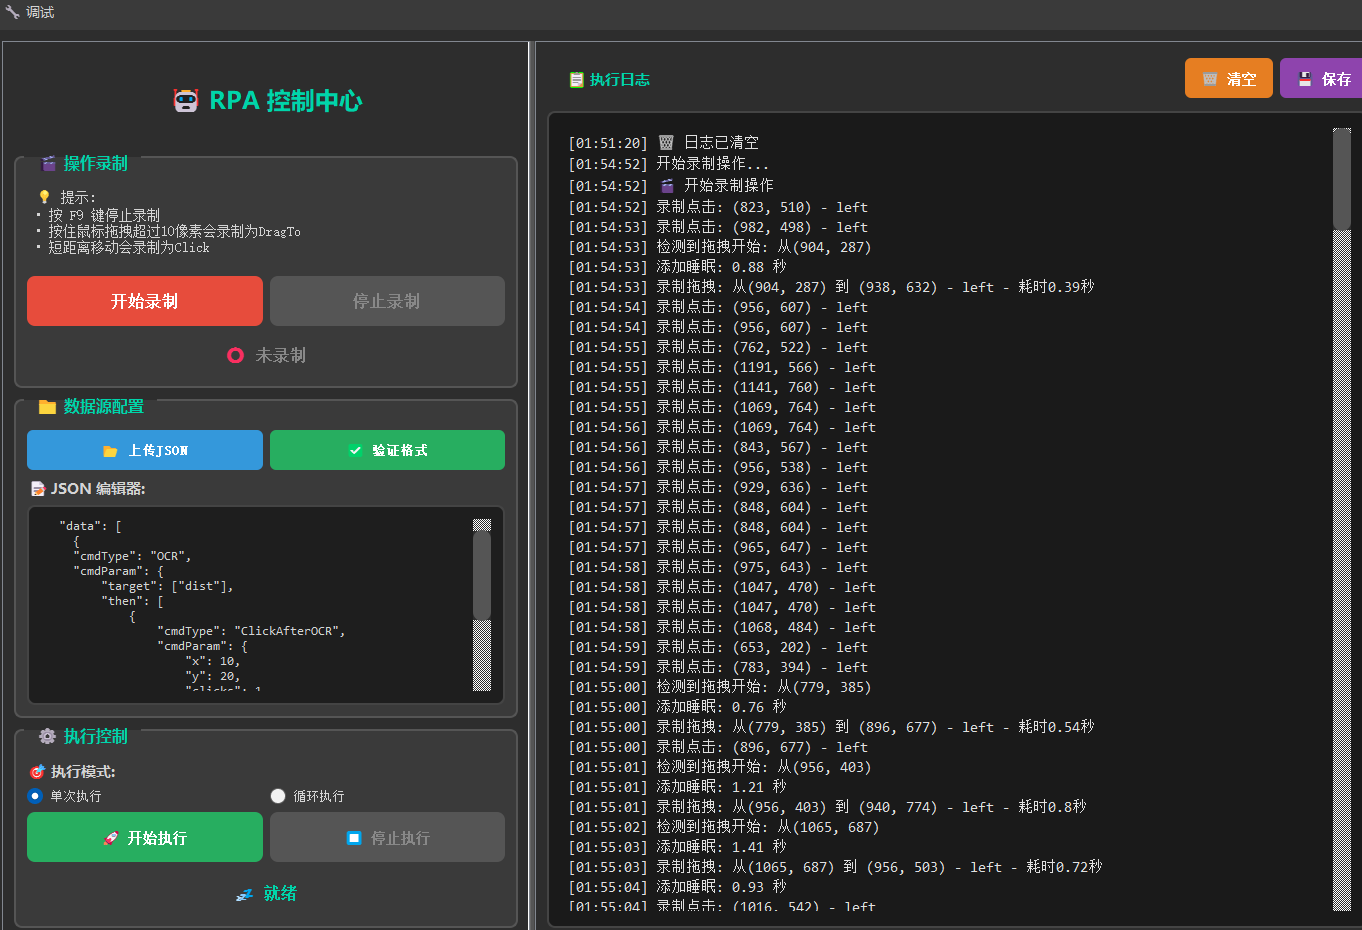 调试
RPA 控制中心
操作录制
提示:
• 按 F9 键停止录制
• 按住鼠标拖拽超过10像素会录制为DragTo
• 短距离移动会录制为Click
开始录制
停止录制
未录制
数据源配置
上传JSON
验证格式
JSON 编辑器:
"data": [
{
"cmdType": "OCR",
"cmdParam": {
"target": ["dist"],
"then": [
{
"cmdType": "ClickAfterOCR",
"cmdParam": {
"x": 10,
"y": 20,
"clicks": 1
执行控制
执行模式:
单次执行
循环执行
开始执行
停止执行
就绪
执行日志
清空
保存
[01:51:20] 日志已清空
[01:54:52] 开始录制操作...
[01:54:52] 开始录制操作
[01:54:52] 录制点击: (823, 510) - left
[01:54:53] 录制点击: (982, 498) - left
[01:54:53] 检测到拖拽开始: 从(904, 287)
[01:54:53] 添加睡眠: 0.88 秒
[01:54:53] 录制拖拽: 从(904, 287) 到 (938, 632) - left - 耗时0.39秒
[01:54:54] 录制点击: (956, 607) - left
[01:54:54] 录制点击: (956, 607) - left
[01:54:55] 录制点击: (762, 522) - left
[01:54:55] 录制点击: (1191, 566) - left
[01:54:55] 录制点击: (1141, 760) - left
[01:54:55] 录制点击: (1069, 764) - left
[01:54:56] 录制点击: (1069, 764) - left
[01:54:56] 录制点击: (843, 567) - left
[01:54:56] 录制点击: (956, 538) - left
[01:54:57] 录制点击: (929, 636) - left
[01:54:57] 录制点击: (848, 604) - left
[01:54:57] 录制点击: (848, 604) - left
[01:54:57] 录制点击: (965, 647) - left
[01:54:58] 录制点击: (975, 643) - left
[01:54:58] 录制点击: (1047, 470) - left
[01:54:58] 录制点击: (1047, 470) - left
[01:54:58] 录制点击: (1068, 484) - left
[01:54:59] 录制点击: (653, 202) - left
[01:54:59] 录制点击: (783, 394) - left
[01:55:00] 检测到拖拽开始: 从(779, 385)
[01:55:00] 添加睡眠: 0.76 秒
[01:55:00] 录制拖拽: 从(779, 385) 到 (896, 677) - left - 耗时0.54秒
[01:55:00] 录制点击: (896, 677) - left
[01:55:01] 检测到拖拽开始: 从(956, 403)
[01:55:01] 添加睡眠: 1.21 秒
[01:55:01] 录制拖拽: 从(956, 403) 到 (940, 774) - left - 耗时0.8秒
[01:55:02] 检测到拖拽开始: 从(1065, 687)
[01:55:03] 添加睡眠: 1.41 秒
[01:55:03] 录制拖拽: 从(1065, 687) 到 (956, 503) - left - 耗时0.72秒
[01:55:04] 添加睡眠: 0.93 秒
[01:55:04] 录制点击: (1016, 542) - left